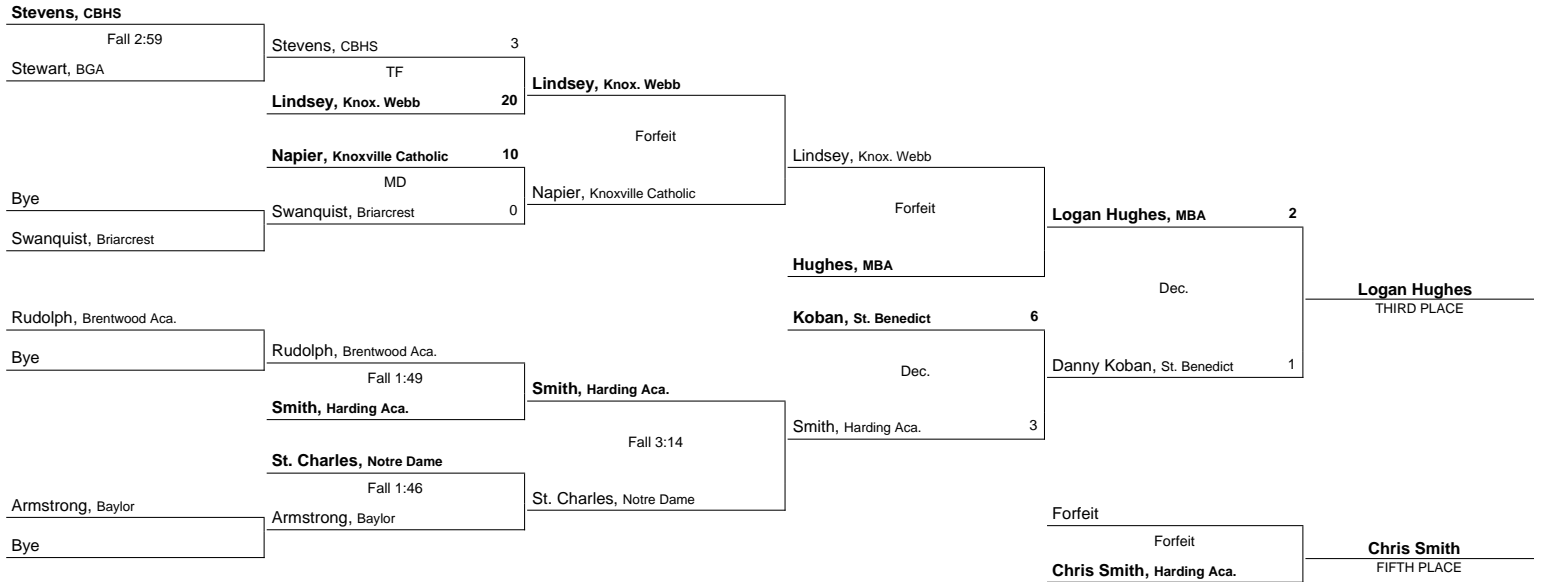 Stevens, CBHS
Fall 2:59
Stewart, BGA
Bye
Swanquist, Briarcrest
Rudolph, Brentwood Aca.
Bye
Armstrong, Baylor
Bye
Stevens, CBHS 3
TF
Lindsey, Knox. Webb 20
Napier, Knoxville Catholic 10
MD
Swanquist, Briarcrest 0
Rudolph, Brentwood Aca.
Fall 1:49
Smith, Harding Aca.
St. Charles, Notre Dame
Fall 1:46
Armstrong, Baylor
Lindsey, Knox. Webb
Forfeit
Napier, Knoxville Catholic
Smith, Harding Aca.
Fall 3:14
St. Charles, Notre Dame
Lindsey, Knox. Webb
Forfeit
Hughes, MBA
Koban, St. Benedict 6
Dec.
Smith, Harding Aca. 3
Logan Hughes, MBA 2
Dec.
Danny Koban, St. Benedict 1
Logan Hughes
THIRD PLACE
Forfeit
Forfeit
Chris Smith, Harding Aca.
Chris Smith
FIFTH PLACE